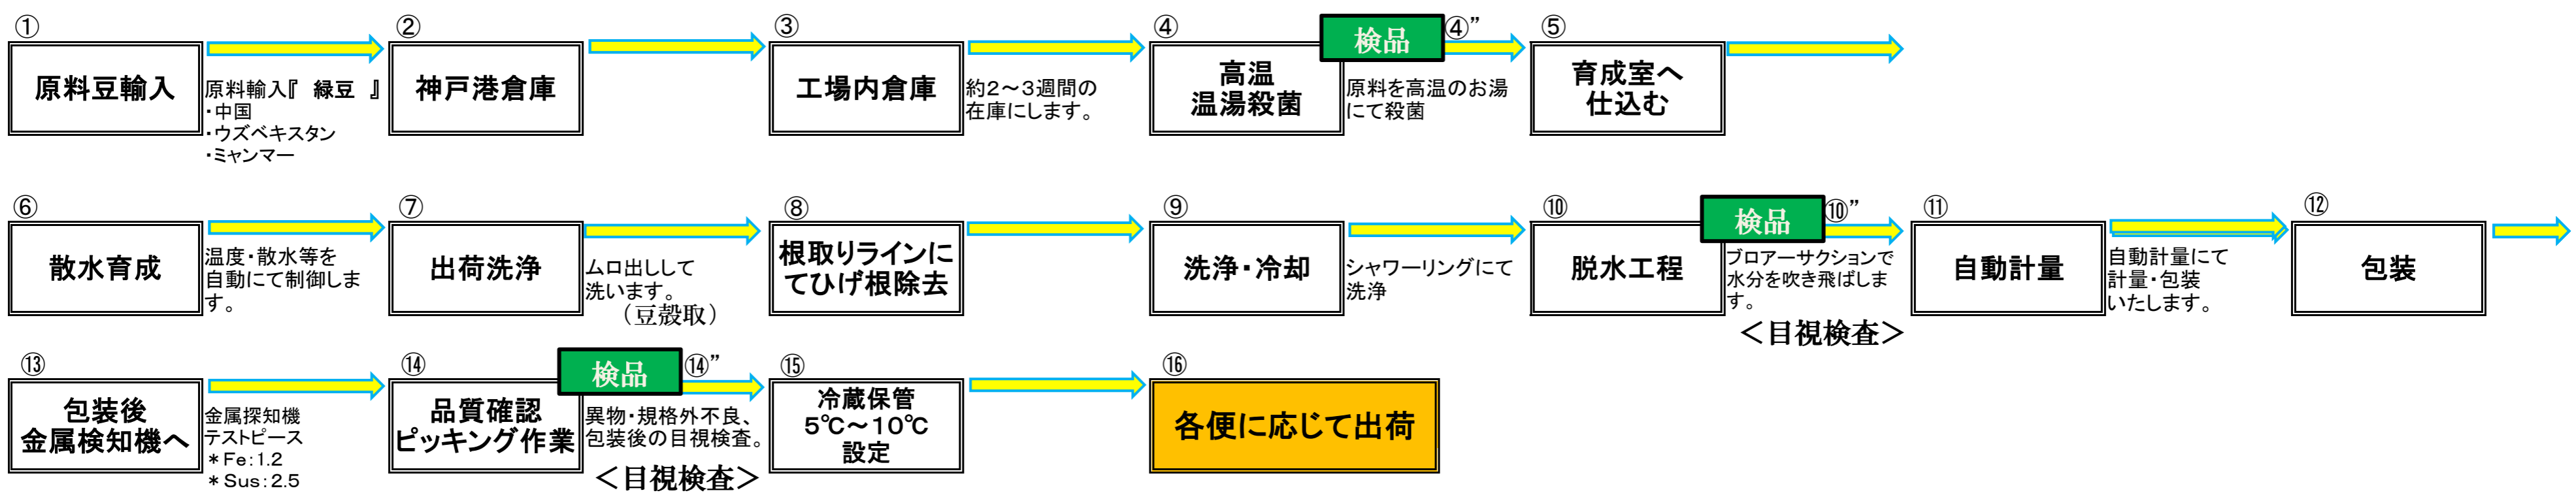 ①
原料豆輸入
原料輸入『 緑豆 』
・中国
・ウズベキスタン
・ミャンマー
②
神戸港倉庫
③
工場内倉庫
約2～3週間の
在庫にします。
④
高温
温湯殺菌
検品
④”
原料を高温のお湯
にて殺菌
⑤
育成室へ
仕込む
⑥
散水育成
温度・散水等を
自動にて制御しま
す。
⑦
出荷洗浄
ムロ出しして
洗います。
（豆殻取）
⑧
根取りラインに
てひげ根除去
⑨
洗浄・冷却
シャワーリングにて
洗浄
⑩
脱水工程
検品
⑩”
ブロアーサクションで
水分を吹き飛ばしま
す。
＜目視検査＞
⑪
自動計量
自動計量にて
計量・包装
いたします。
⑫
包装
⑬
包装後
金属検知機へ
金属探知機
テストピース
＊Fe：1.2
＊Sus：2.5
⑭
品質確認
ピッキング作業
検品
⑭”
異物・規格外不良、
包装後の目視検査。
＜目視検査＞
⑮
冷蔵保管
5℃～10℃
設定
⑯
各便に応じて出荷